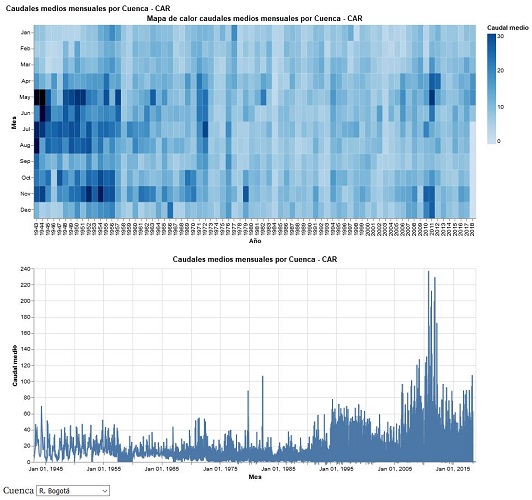 Caudales medios mensuales por Cuenca - CAR
Mapa de calor caudales medios mensuales por Cuenca - CAR
Caudal medio
30
20
10
0
Mes
Jan
Feb
Mar
Apr
May
Jun
Jul
Aug
Sep
Oct
Nov
Dec
Año
Caudales medios mensuales por Cuenca - CAR
Caudal medio
240
220
200
180
160
140
120
100
80
60
40
20
0
Jan 01, 1945 Jan 01, 1955 Jan 01, 1965 Jan 01, 1975 Jan 01, 1985 Jan 01, 1995 Jan 01, 2005 Jan 01, 2015
Mes
Cuenca R. Bogotá